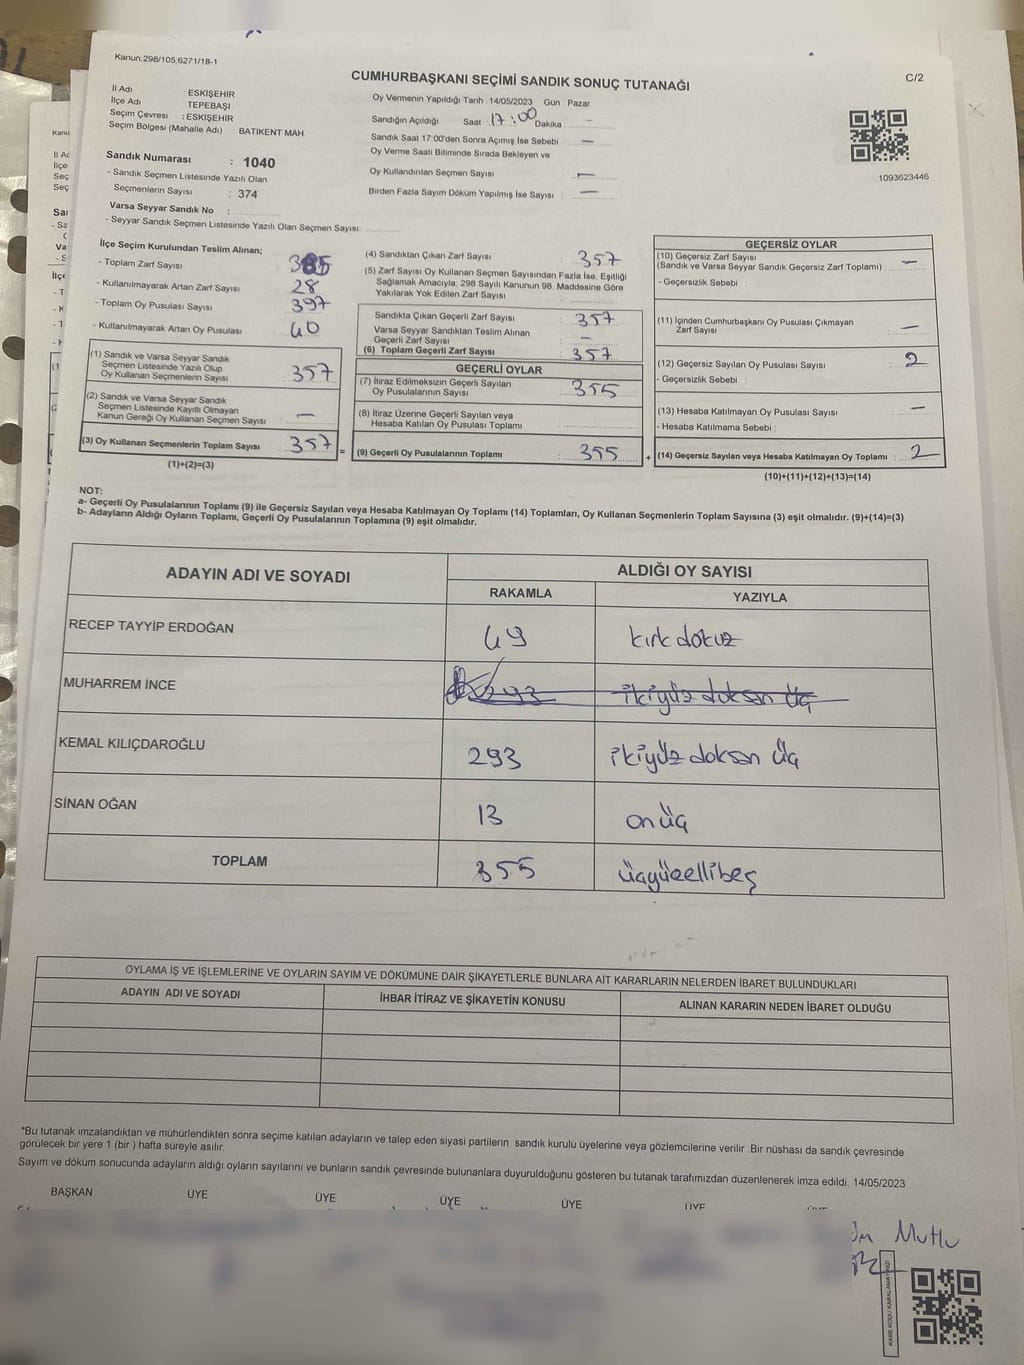 Kanun,298/105,6271/18-1
CUMHURBAŞKANI SEÇİMİ SANDIK SONUÇ TUTANAĞI
C/2
İl Adı : ESKİŞEHİR
İlçe Adı TEPEBAŞI
Seçim Çevresi : ESKİŞEHİR
Seçim Bölgesi (Mahalle Adı) : BATIKENT MAH.
Oy Vermenin Yapıldığı Tarih : 14/05/2023 Gün : Pazar
Sandığın Açıldığı Saat 17:00 Dakika —
Sandık Saat 17:00'den Sonra Açımış İse Sebebi : —
Oy Verme Saati Bitiminde Sırada Bekleyen ve
Oy Kullandırılan Seçmen Sayısı : —
Birden Fazla Sayım Döküm Yapılmış İse Sayısı : —
1093623446
Sandık Numarası : 1040
- Sandık Seçmen Listesinde Yazılı Olan
Seçmenlerin Sayısı : 374
Varsa Seyyar Sandık No :
- Seyyar Sandık Seçmen Listesinde Yazılı Olan Seçmen Sayısı:
İlçe Seçim Kurulundan Teslim Alınan;
- Toplam Zarf Sayısı 385
- Kullanılmayarak Artan Zarf Sayısı 28
- Toplam Oy Pusulası Sayısı 397
- Kullanılmayarak Artan Oy Pusulası 40
(1) Sandık ve Varsa Seyyar Sandık
Seçmen Listesinde Yazılı Olup
Oy Kullanan Seçmenlerin Sayısı 357
(2) Sandık ve Varsa Seyyar Sandık
Seçmen Listesinde Kayıtlı Olmayan
Kanun Gereği Oy Kullanan Seçmen Sayısı —
(3) Oy Kullanan Seçmenlerin Toplam Sayısı 357
(1)+(2)=(3)
(4) Sandıktan Çıkan Zarf Sayısı 357
(5) Zarf Sayısı Oy Kullanan Seçmen Sayısından Fazla İse, Eşitliği
Sağlamak Amacıyla; 298 Sayılı Kanunun 98. Maddesine Göre
Yakılarak Yok Edilen Zarf Sayısı :
Sandıkta Çıkan Geçerli Zarf Sayısı : 357
Varsa Seyyar Sandıktan Teslim Alınan
Geçerli Zarf Sayısı —
(6) Toplam Geçerli Zarf Sayısı 357
GEÇERLİ OYLAR
(7) İtiraz Edilmeksizin Geçerli Sayılan
Oy Pusulalarının Sayısı : 355
(8) İtiraz Üzerine Geçerli Sayılan veya
Hesaba Katılan Oy Pusulası Toplamı :
= (9) Geçerli Oy Pusulalarının Toplamı 355
GEÇERSİZ OYLAR
(10) Geçersiz Zarf Sayısı
(Sandık ve Varsa Seyyar Sandık Geçersiz Zarf Toplamı) : —
- Geçersizlik Sebebi :
(11) İçinden Cumhurbaşkanı Oy Pusulası Çıkmayan
Zarf Sayısı : —
(12) Geçersiz Sayılan Oy Pusulası Sayısı : 2
- Geçersizlik Sebebi :
(13) Hesaba Katılmayan Oy Pusulası Sayısı : —
- Hesaba Katılmama Sebebi :
+ (14) Geçersiz Sayılan veya Hesaba Katılmayan Oy Toplamı : 2
(10)+(11)+(12)+(13)=(14)
NOT:
a- Geçerli Oy Pusulalarının Toplamı (9) ile Geçersiz Sayılan veya Hesaba Katılmayan Oy Toplamı (14) Toplamları, Oy Kullanan Seçmenlerin Toplam Sayısına (3) eşit olmalıdır. (9)+(14)=(3)
b- Adayların Aldığı Oyların Toplamı, Geçerli Oy Pusulalarının Toplamına (9) eşit olmalıdır.
ADAYIN ADI VE SOYADI
ALDIĞI OY SAYISI
RAKAMLA YAZIYLA
RECEP TAYYİP ERDOĞAN 49 kırk dokuz
MUHARREM İNCE 293 ikiyüz doksan üç
KEMAL KILIÇDAROĞLU 293 ikiyüz doksan üç
SİNAN OĞAN 13 on üç
TOPLAM 355 üçyüzellibeş
OYLAMA İŞ VE İŞLEMLERİNE VE OYLARIN SAYIM VE DÖKÜMÜNE DAİR ŞİKAYETLERLE BUNLARA AİT KARARLARIN NELERDEN İBARET BULUNDUKLARI
ADAYIN ADI VE SOYADI İHBAR İTİRAZ VE ŞİKAYETİN KONUSU ALINAN KARARIN NEDEN İBARET OLDUĞU
*Bu tutanak imzalandıktan ve mühürlendikten sonra seçime katılan adayların ve talep eden siyasi partilerin sandık kurulu üyelerine veya gözlemcilerine verilir .Bir nüshası da sandık çevresinde
görülecek bir yere 1 (bir ) hafta süreyle asılır.
Sayım ve döküm sonucunda adayların aldığı oyların sayılarını ve bunların sandık çevresinde bulunanlara duyurulduğunu gösteren bu tutanak tarafımızdan düzenlenerek imza edildi. 14/05/2023
BAŞKAN ÜYE ÜYE ÜYE ÜYE ÜYE ÜYE
Mutlu
KARE KODU KARALAMAYINIZ!